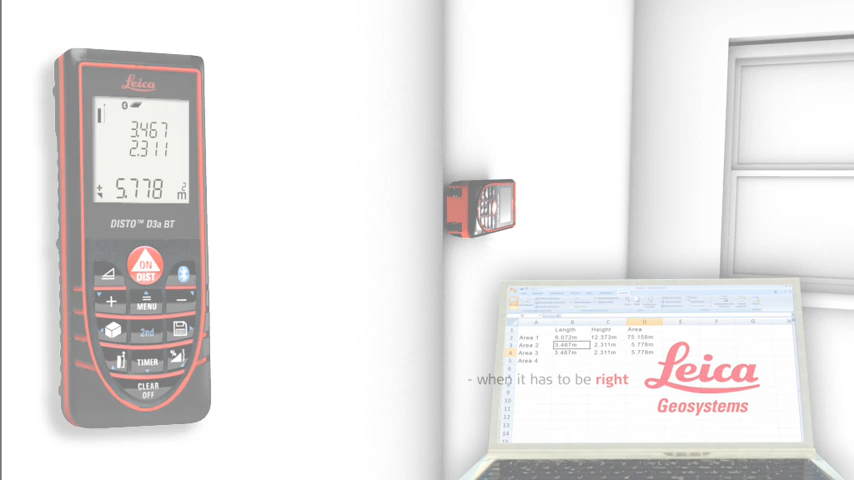 Leica
3.467
2.311
5.778 m²
DISTO™ D3a BT
ON
DIST
MENU
2nd
TIMER
CLEAR
OFF
Length Height Area
Area 1 6.072m 12.373m 75.156m
Area 2 3.467m 2.311m 5.778m
Area 3 3.467m 2.311m 5.778m
Area 4
- when it has to be right
Leica
Geosystems